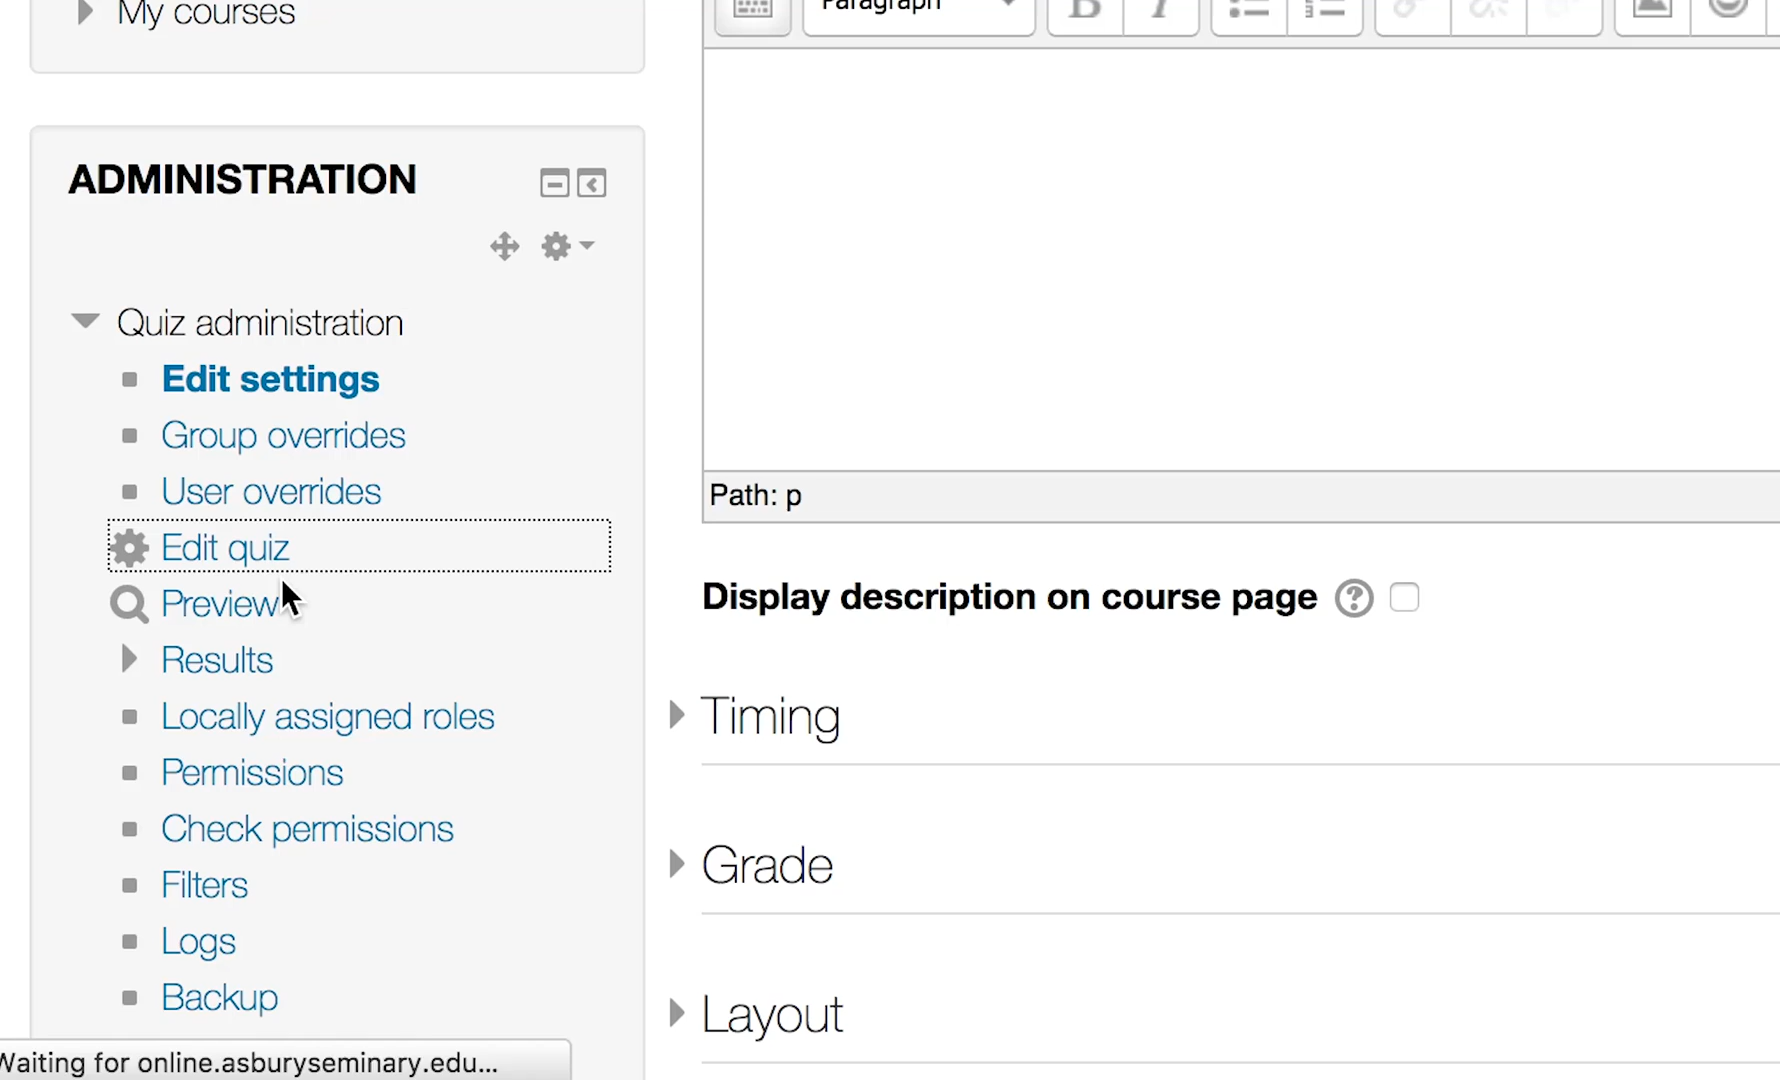 My courses
ADMINISTRATION
Quiz administration
Edit settings
Group overrides
User overrides
Edit quiz
Preview
Results
Locally assigned roles
Permissions
Check permissions
Filters
Logs
Backup
Waiting for online.asburyseminary.edu...
Paragraph
B I
Path: p
Display description on course page
Timing
Grade
Layout